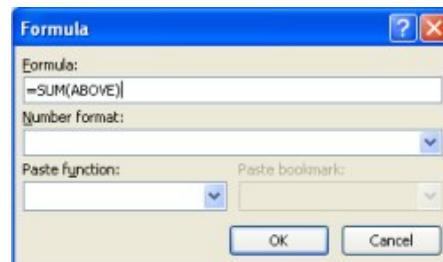 Formula
Formula:
=SUM(ABOVE)
Number format:
Paste function:
Paste bookmark:
OK
Cancel